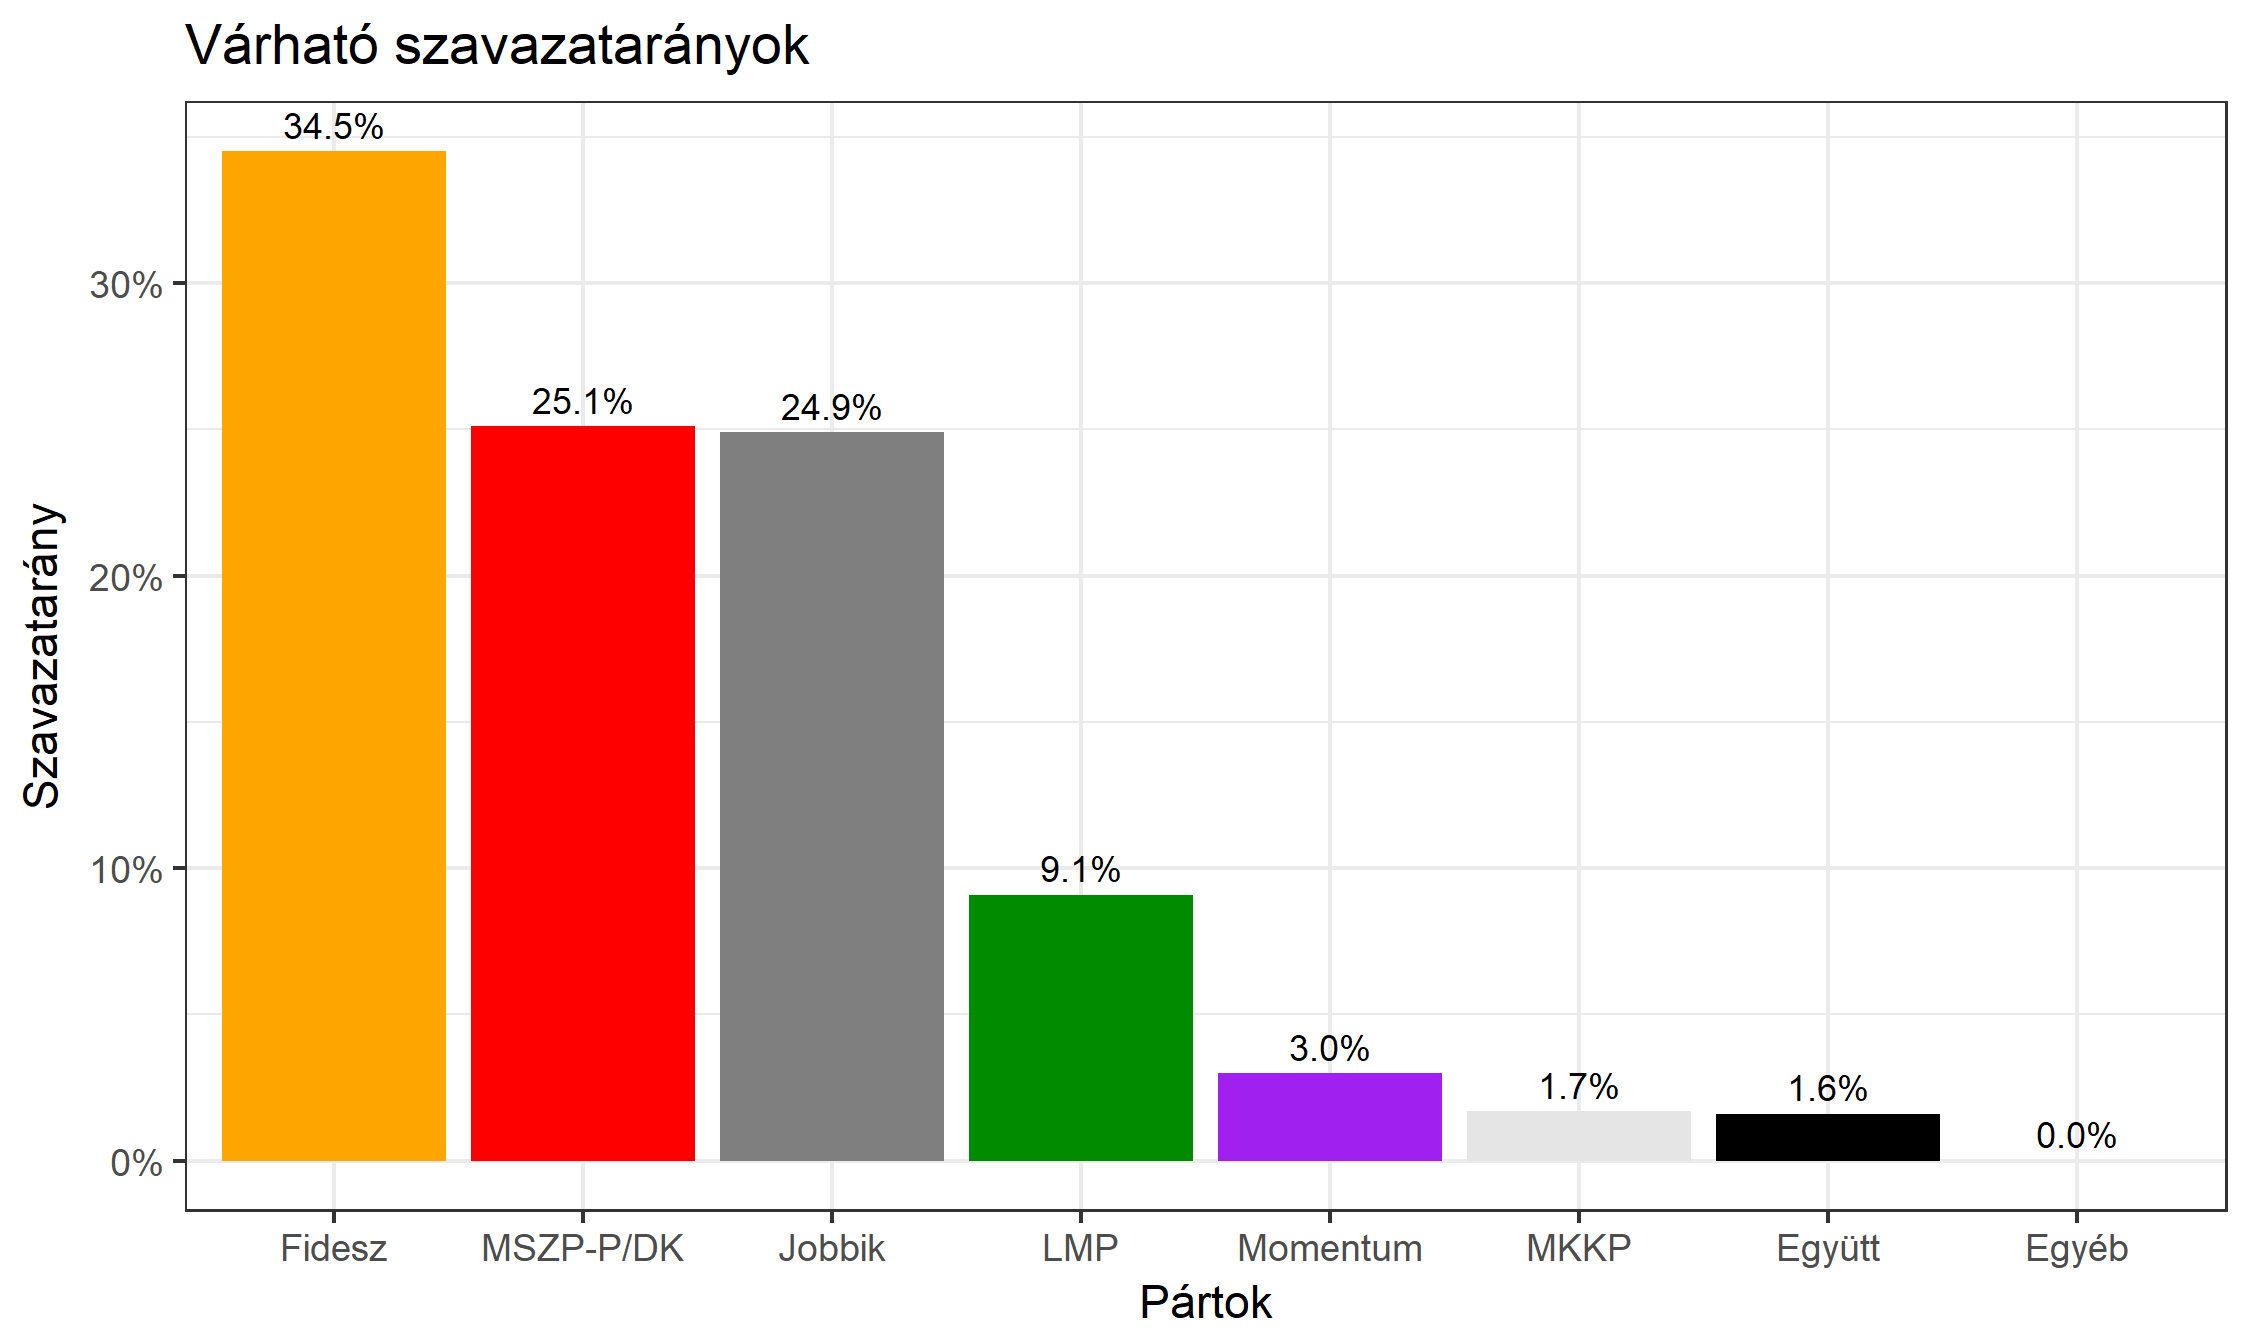 Várható szavazatarányok
34.5%
25.1%
24.9%
9.1%
3.0%
1.7%
1.6%
0.0%
30%
20%
10%
0%
Szavazatarány
Fidesz
MSZP-P/DK
Jobbik
LMP
Momentum
MKKP
Együtt
Egyéb
Pártok